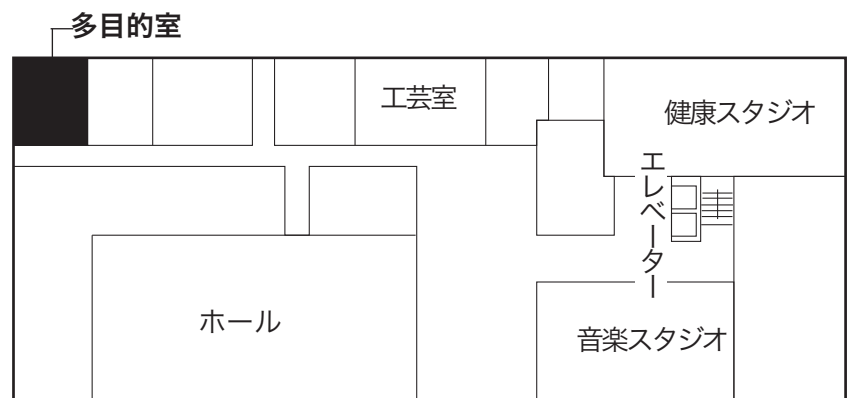 多目的室
工芸室
健康スタジオ
エレベーター
ホール
音楽スタジオ